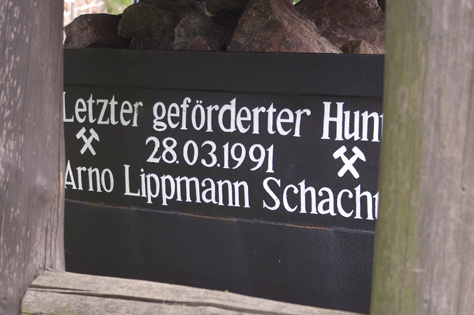 Letzter geförderter Hunt
28.03.1991
Arno Lippmann Schacht